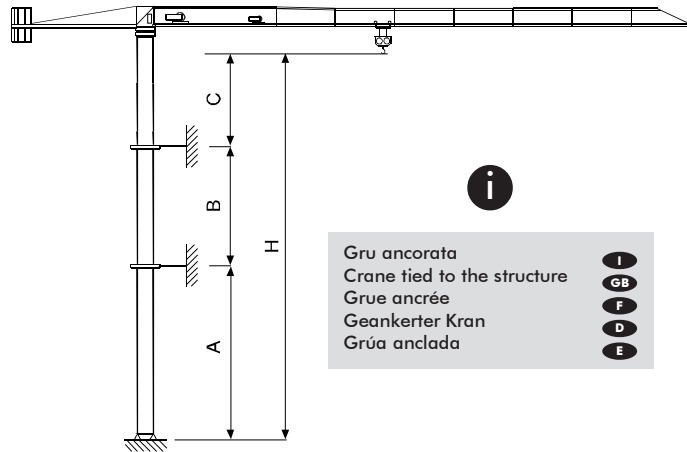 C
B
H
A
i
Gru ancorata I
Crane tied to the structure GB
Grue ancrée F
Geankerter Kran D
Grúa anclada E